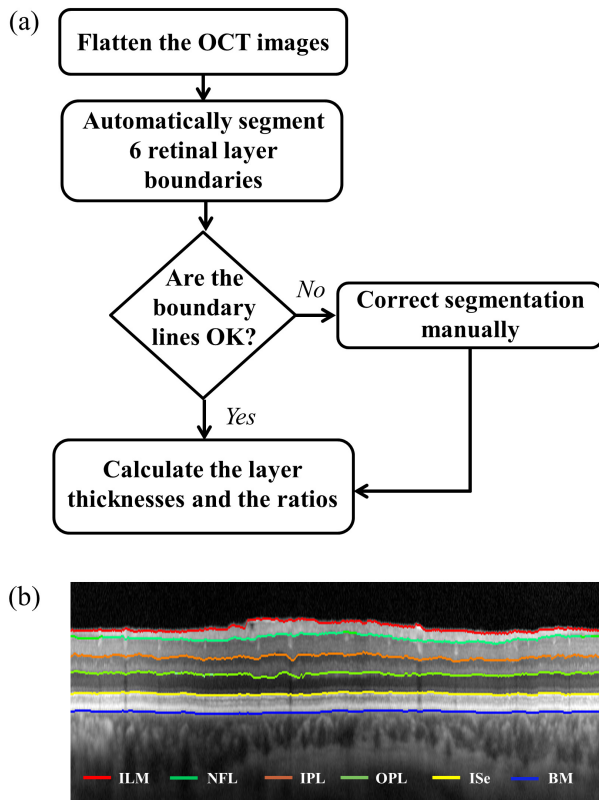 (a)
Flatten the OCT images
Automatically segment
6 retinal layer
boundaries
Are the
boundary
lines OK?
No
Correct segmentation
manually
Yes
Calculate the layer
thicknesses and the ratios
(b)
ILM NFL IPL OPL ISe BM